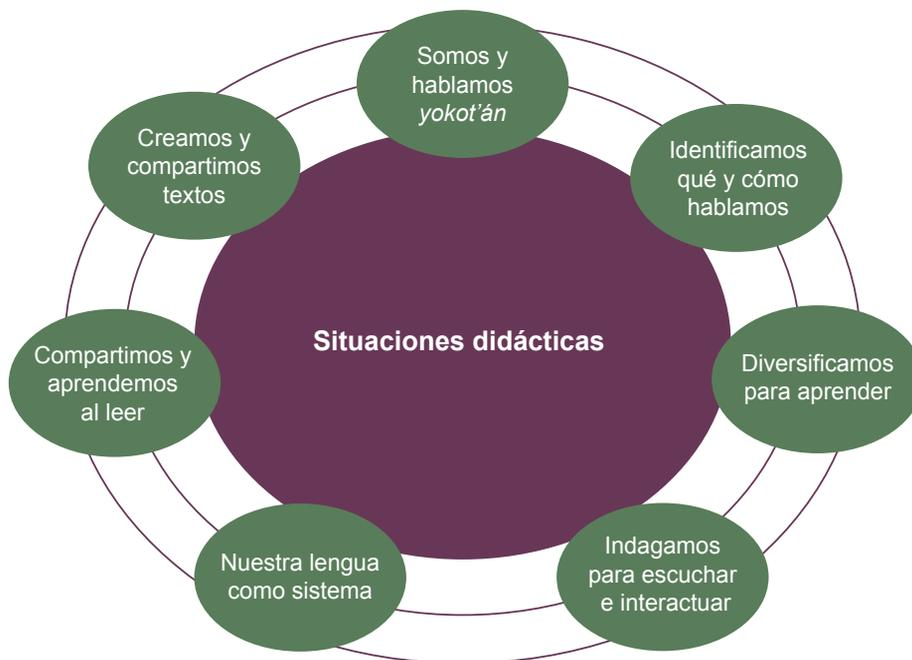 Somos y
hablamos
yokot’án
Identificamos
qué y cómo
hablamos
Diversificamos
para aprender
Indagamos
para escuchar
e interactuar
Nuestra lengua
como sistema
Compartimos y
aprendemos
al leer
Creamos y
compartimos
textos
Situaciones didácticas